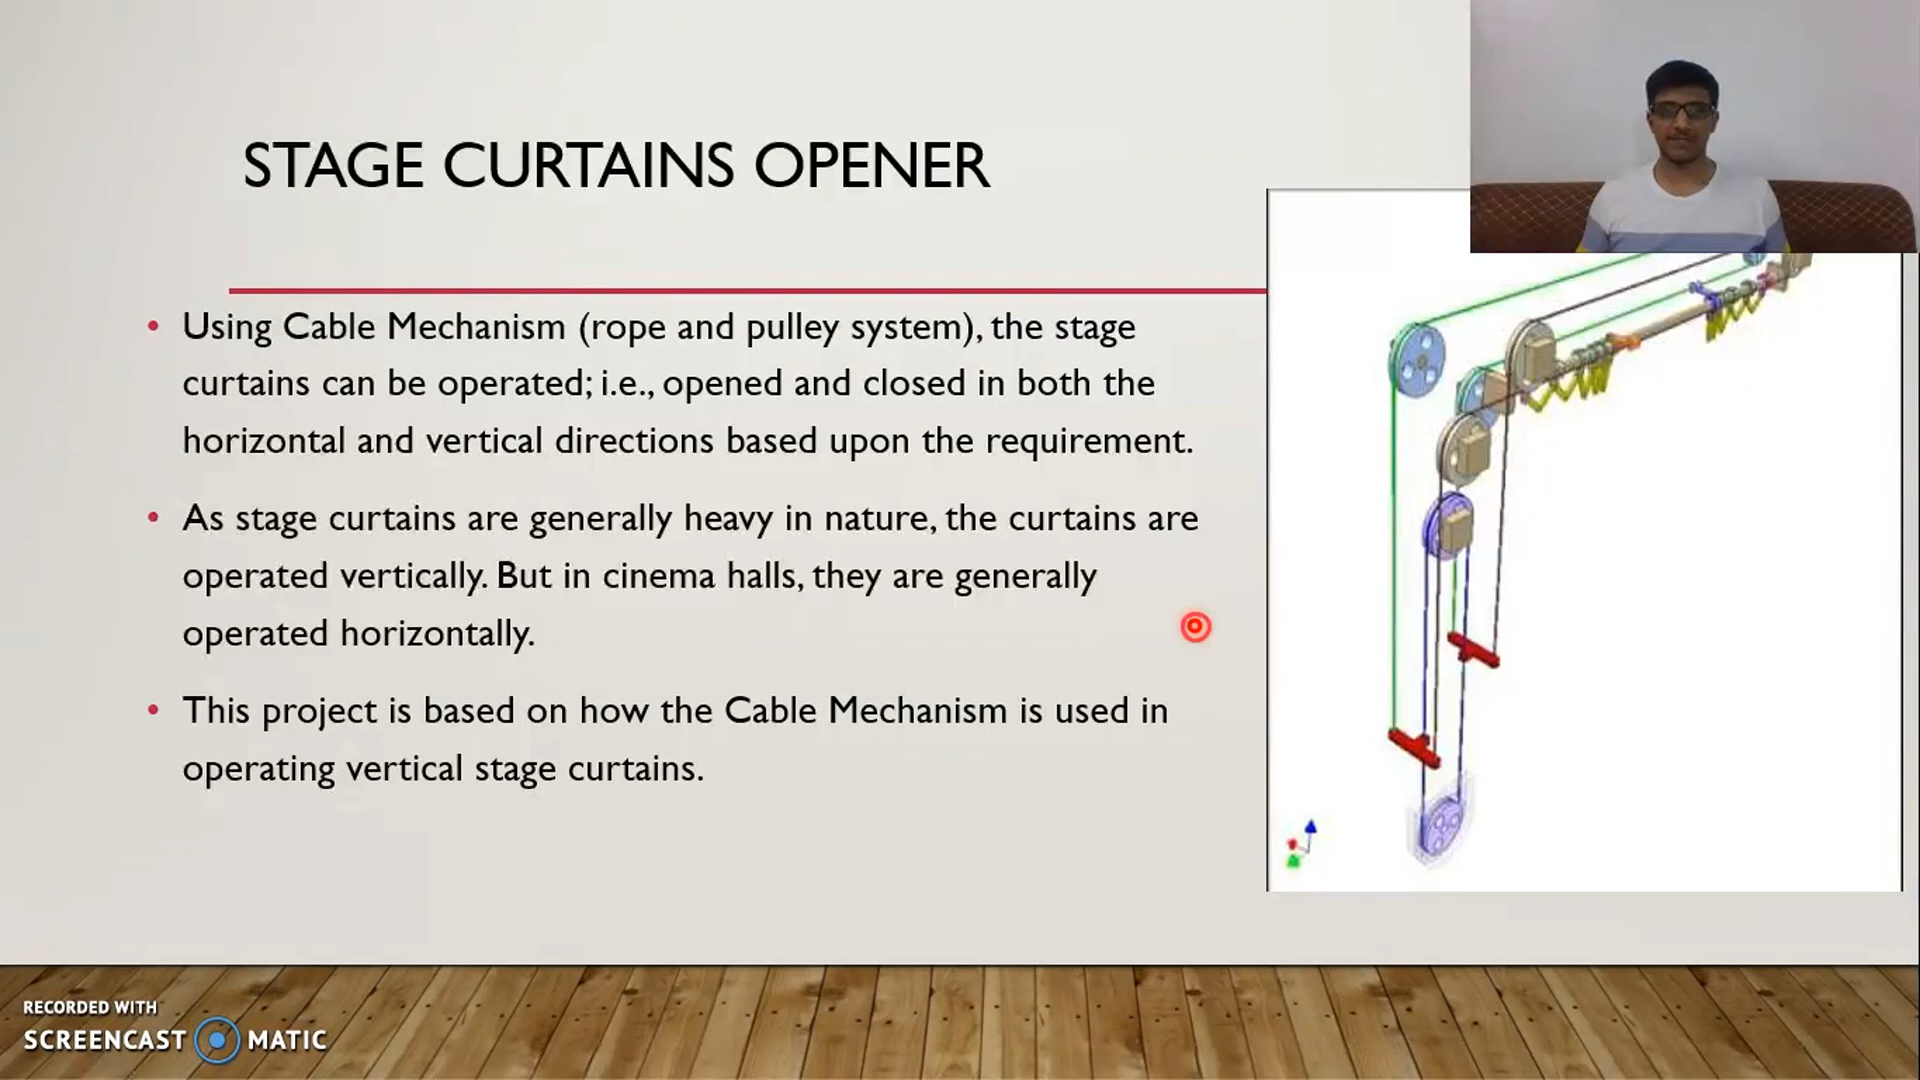 STAGE CURTAINS OPENER
• Using Cable Mechanism (rope and pulley system), the stage
curtains can be operated; i.e., opened and closed in both the
horizontal and vertical directions based upon the requirement.
• As stage curtains are generally heavy in nature, the curtains are
operated vertically. But in cinema halls, they are generally
operated horizontally.
• This project is based on how the Cable Mechanism is used in
operating vertical stage curtains.
RECORDED WITH
SCREENCAST MATIC